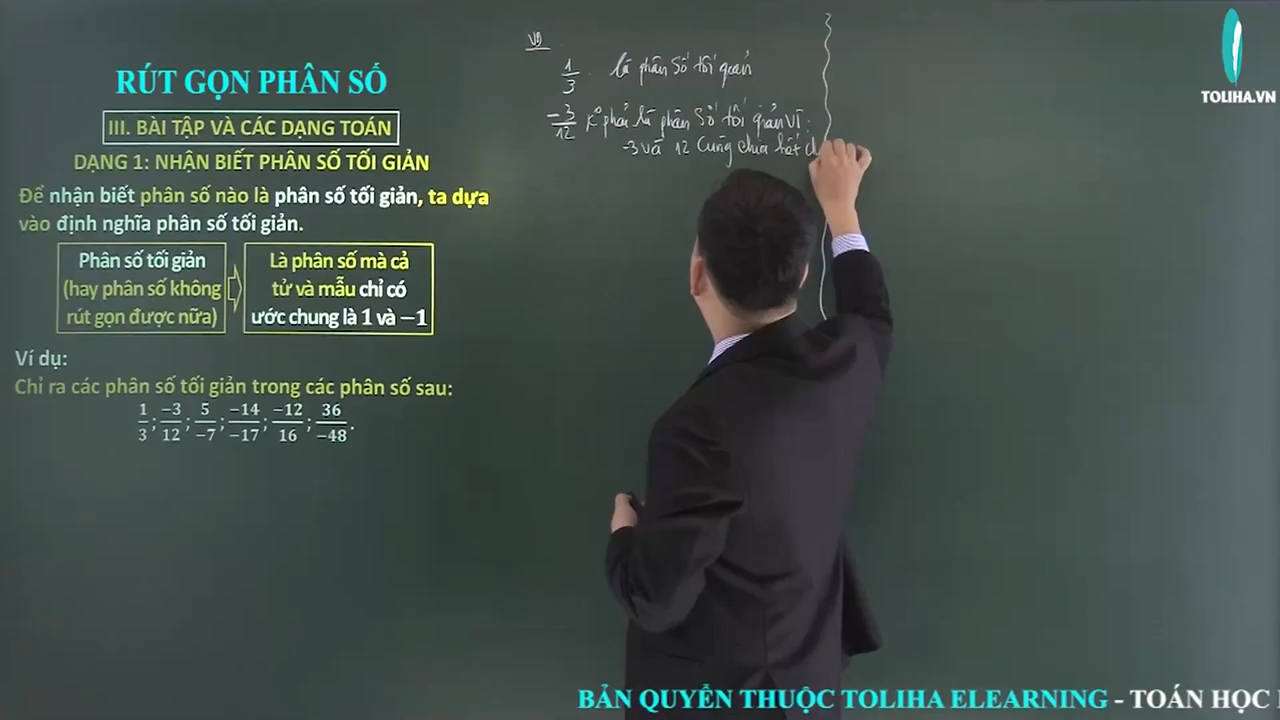 RÚT GỌN PHÂN SỐ
III. BÀI TẬP VÀ CÁC DẠNG TOÁN
DẠNG 1: NHẬN BIẾT PHÂN SỐ TỐI GIẢN
Để nhận biết phân số nào là phân số tối giản, ta dựa
vào định nghĩa phân số tối giản.
Phân số tối giản
(hay phân số không
rút gọn được nữa)
Là phân số mà cả
tử và mẫu chỉ có
ước chung là 1 và −1
Ví dụ:
Chỉ ra các phân số tối giản trong các phân số sau:
1/3; −3/12; 5/−7; −14/−17; −12/16; 36/−48.
VD
1/3 là phân số tối giản
−3/12 k° phải là phân số tối giản vì:
-3 và 12 cùng chia hết ch
TOLIHA.VN
BẢN QUYỀN THUỘC TOLIHA ELEARNING - TOÁN HỌC